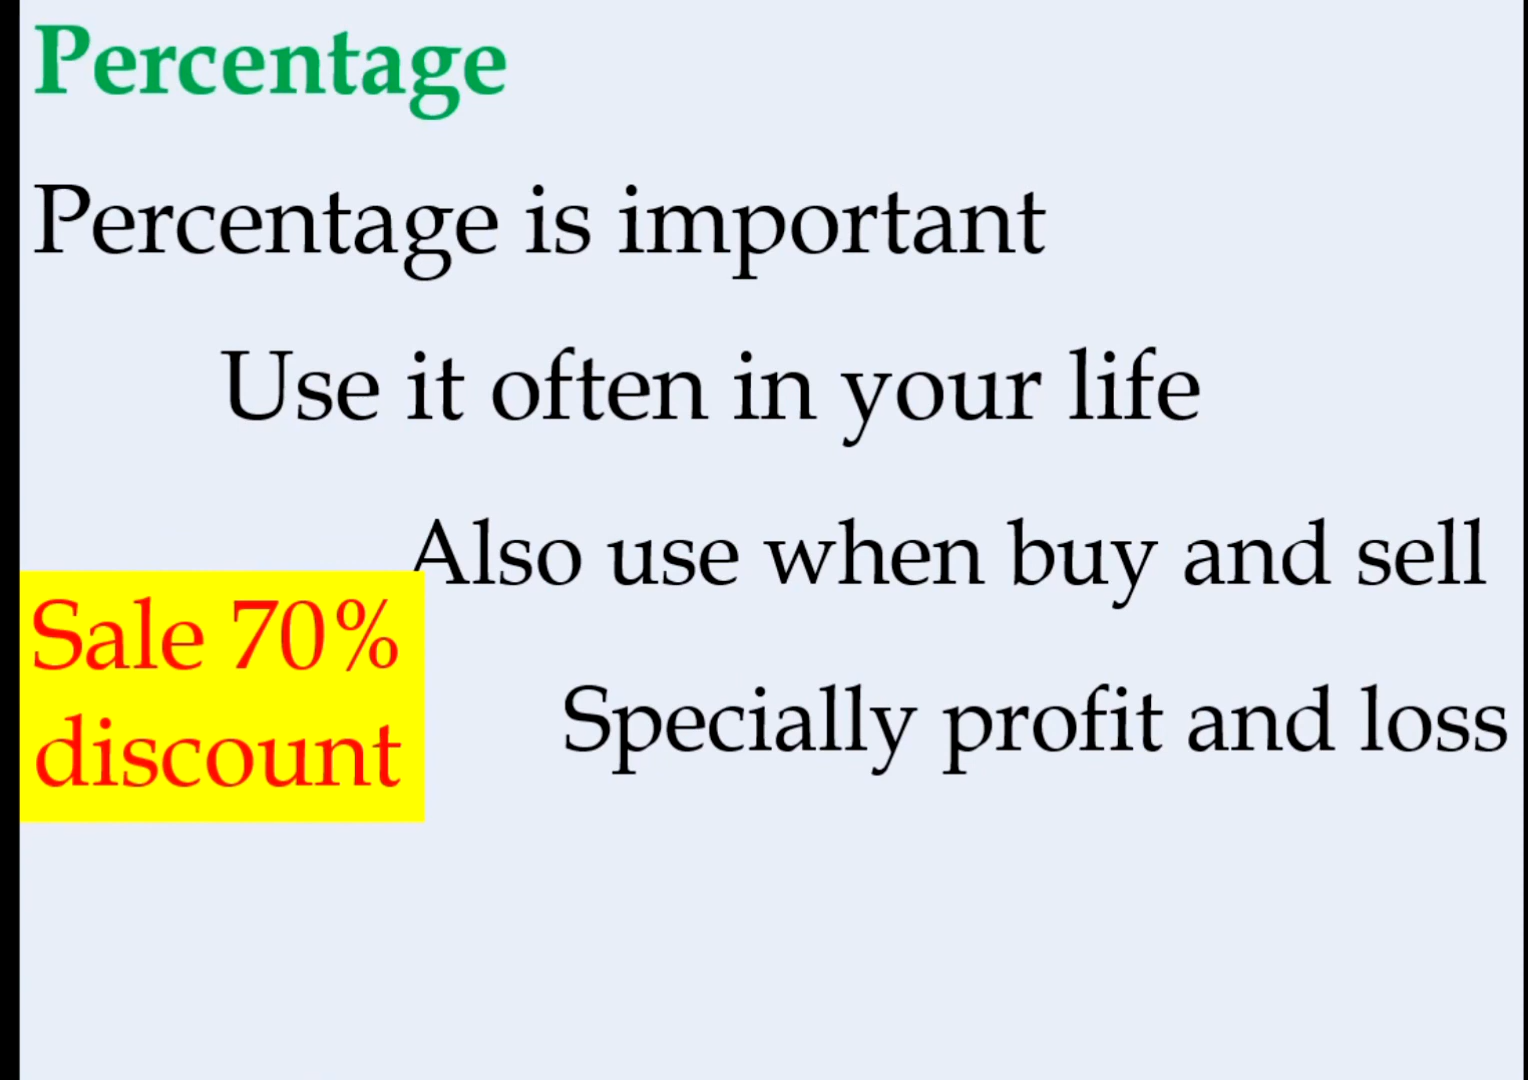 Percentage
Percentage is important
Use it often in your life
Also use when buy and sell
Sale 70%
discount
Specially profit and loss